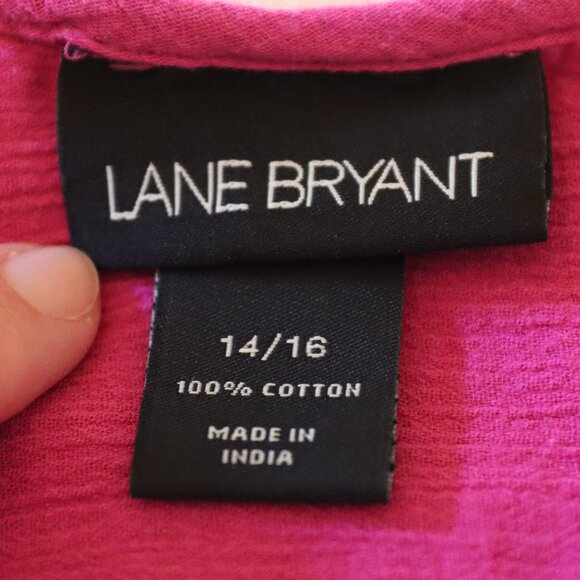 LANE BRYANT
14/16
100% COTTON
MADE IN
INDIA